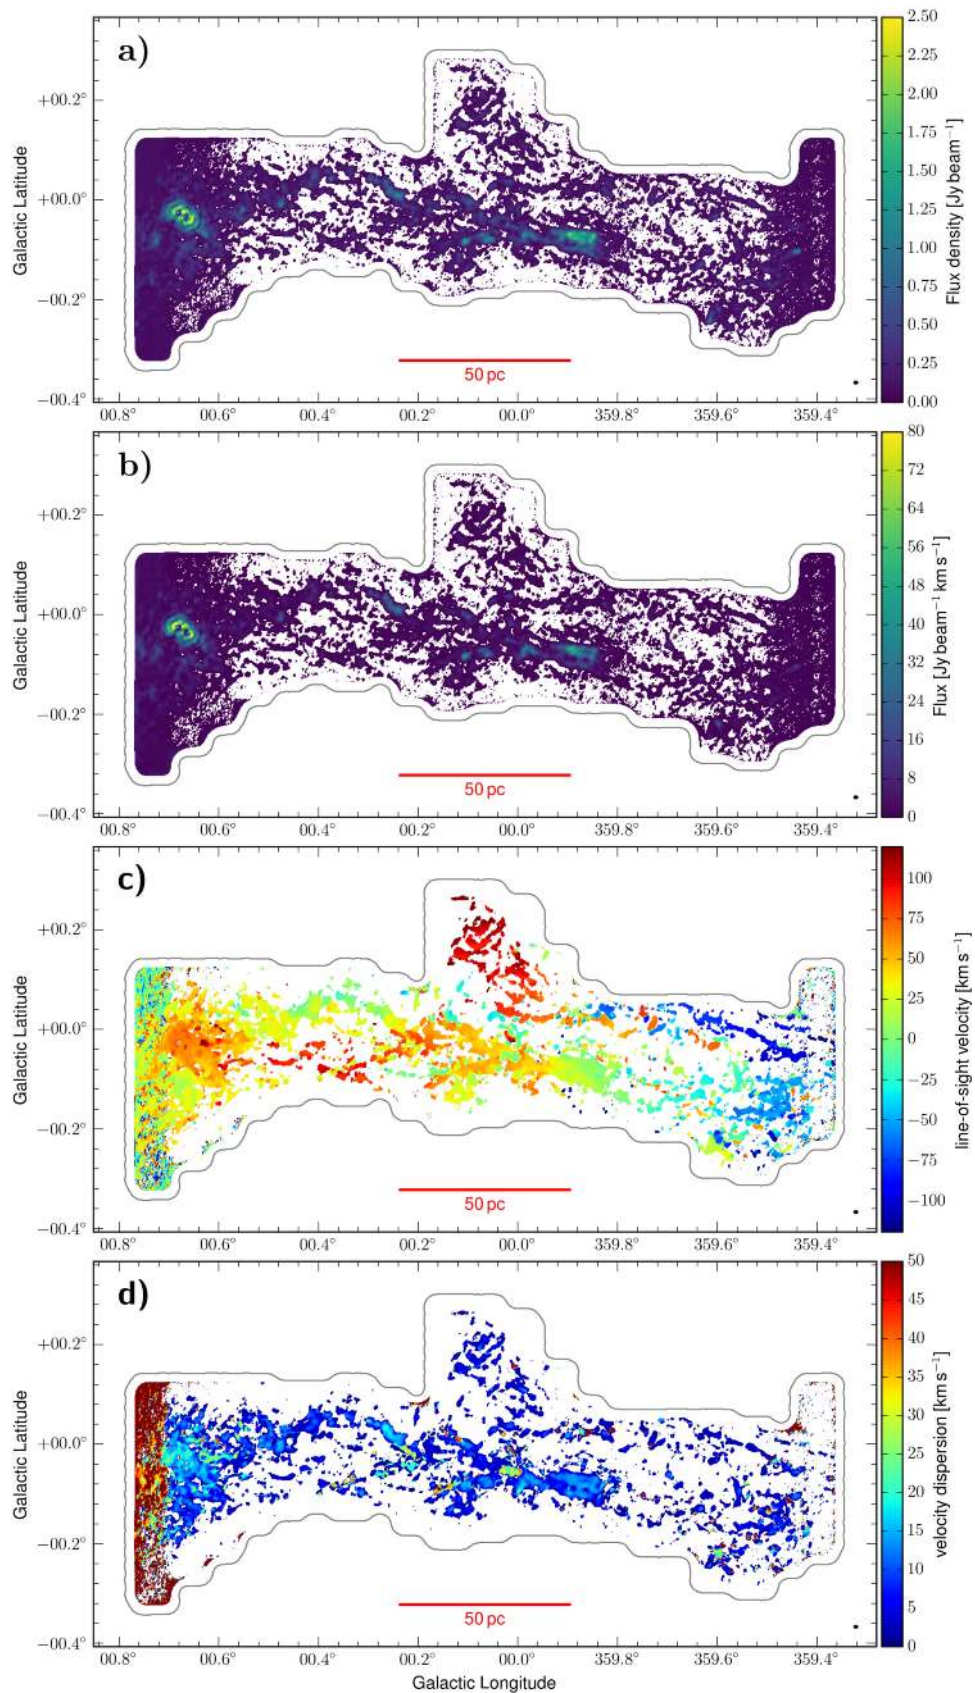 a)
Galactic Latitude
+00.2°
+00.0°
−00.2°
−00.4°
50 pc
00.8° 00.6° 00.4° 00.2° 00.0° 359.8° 359.6° 359.4°
2.50
2.25
2.00
1.75
1.50
1.25
1.00
0.75
0.50
0.25
0.00
Flux density [Jy beam−1]
b)
Galactic Latitude
+00.2°
+00.0°
−00.2°
−00.4°
50 pc
00.8° 00.6° 00.4° 00.2° 00.0° 359.8° 359.6° 359.4°
80
72
64
56
48
40
32
24
16
8
0
Flux [Jy beam−1 km s−1]
c)
Galactic Latitude
+00.2°
+00.0°
−00.2°
−00.4°
50 pc
00.8° 00.6° 00.4° 00.2° 00.0° 359.8° 359.6° 359.4°
100
75
50
25
0
−25
−50
−75
−100
line-of-sight velocity [km s−1]
d)
Galactic Latitude
+00.2°
+00.0°
−00.2°
−00.4°
50 pc
00.8° 00.6° 00.4° 00.2° 00.0° 359.8° 359.6° 359.4°
Galactic Longitude
50
45
40
35
30
25
20
15
10
5
0
velocity dispersion [km s−1]